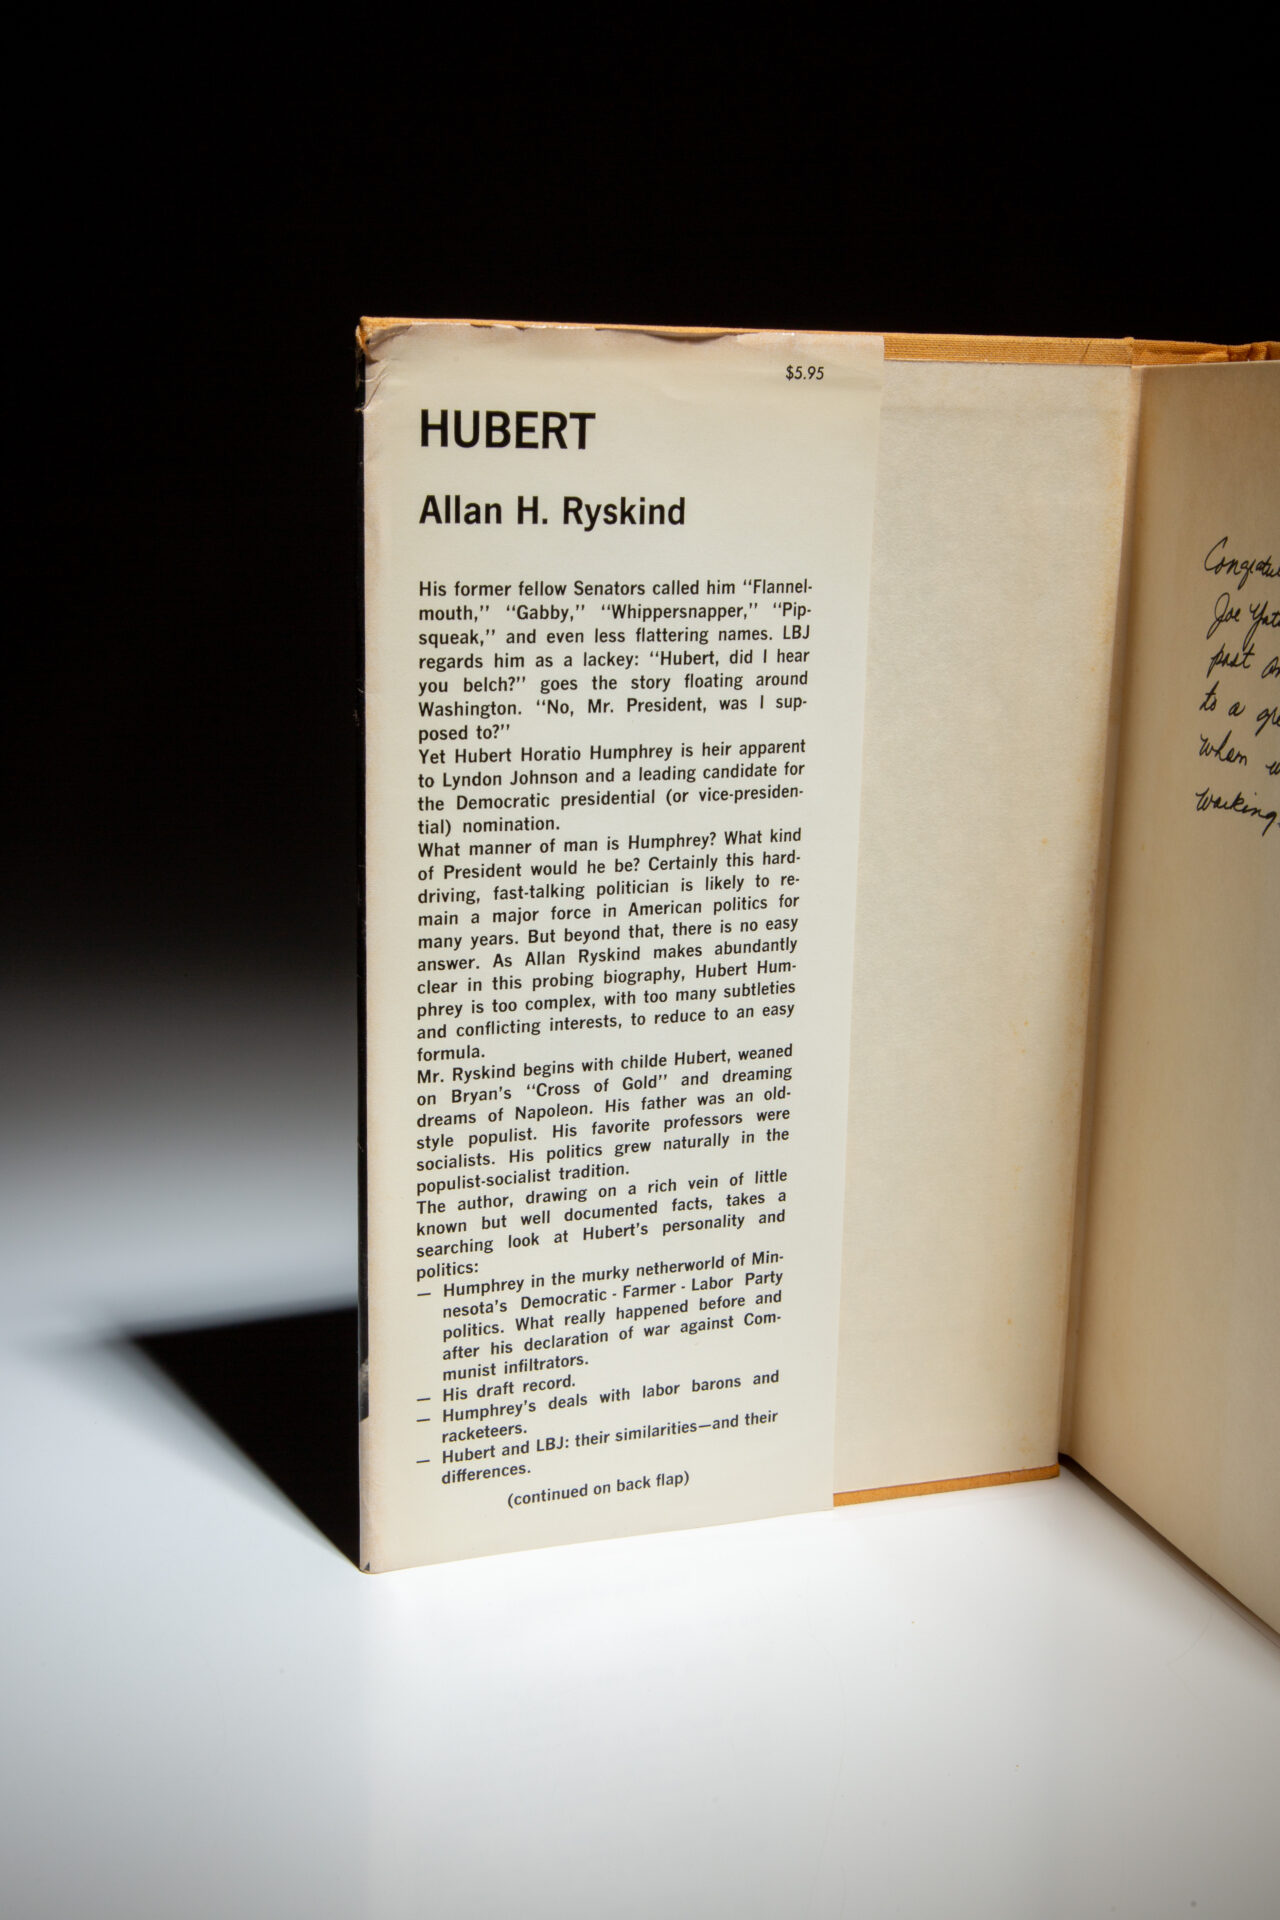 $5.95
HUBERT
Allan H. Ryskind
His former fellow Senators called him “Flannel-
mouth,” “Gabby,” “Whippersnapper,” “Pip-
squeak,” and even less flattering names. LBJ
regards him as a lackey: “Hubert, did I hear
you belch?” goes the story floating around
Washington. “No, Mr. President, was I sup-
posed to?”
Yet Hubert Horatio Humphrey is heir apparent
to Lyndon Johnson and a leading candidate for
the Democratic presidential (or vice-presiden-
tial) nomination.
What manner of man is Humphrey? What kind
of President would he be? Certainly this hard-
driving, fast-talking politician is likely to re-
main a major force in American politics for
many years. But beyond that, there is no easy
answer. As Allan Ryskind makes abundantly
clear in this probing biography, Hubert Hum-
phrey is too complex, with too many subtleties
and conflicting interests, to reduce to an easy
formula.
Mr. Ryskind begins with childe Hubert, weaned
on Bryan’s “Cross of Gold” and dreaming
dreams of Napoleon. His father was an old-
style populist. His favorite professors were
socialists. His politics grew naturally in the
populist-socialist tradition.
The author, drawing on a rich vein of little
known but well documented facts, takes a
searching look at Hubert’s personality and
politics:
— Humphrey in the murky netherworld of Min-
nesota’s Democratic - Farmer - Labor Party
politics. What really happened before and
after his declaration of war against Com-
munist infiltrators.
— His draft record.
— Humphrey’s deals with labor barons and
racketeers.
— Hubert and LBJ: their similarities—and their
differences.
(continued on back flap)
Joe
past
to a
when
working